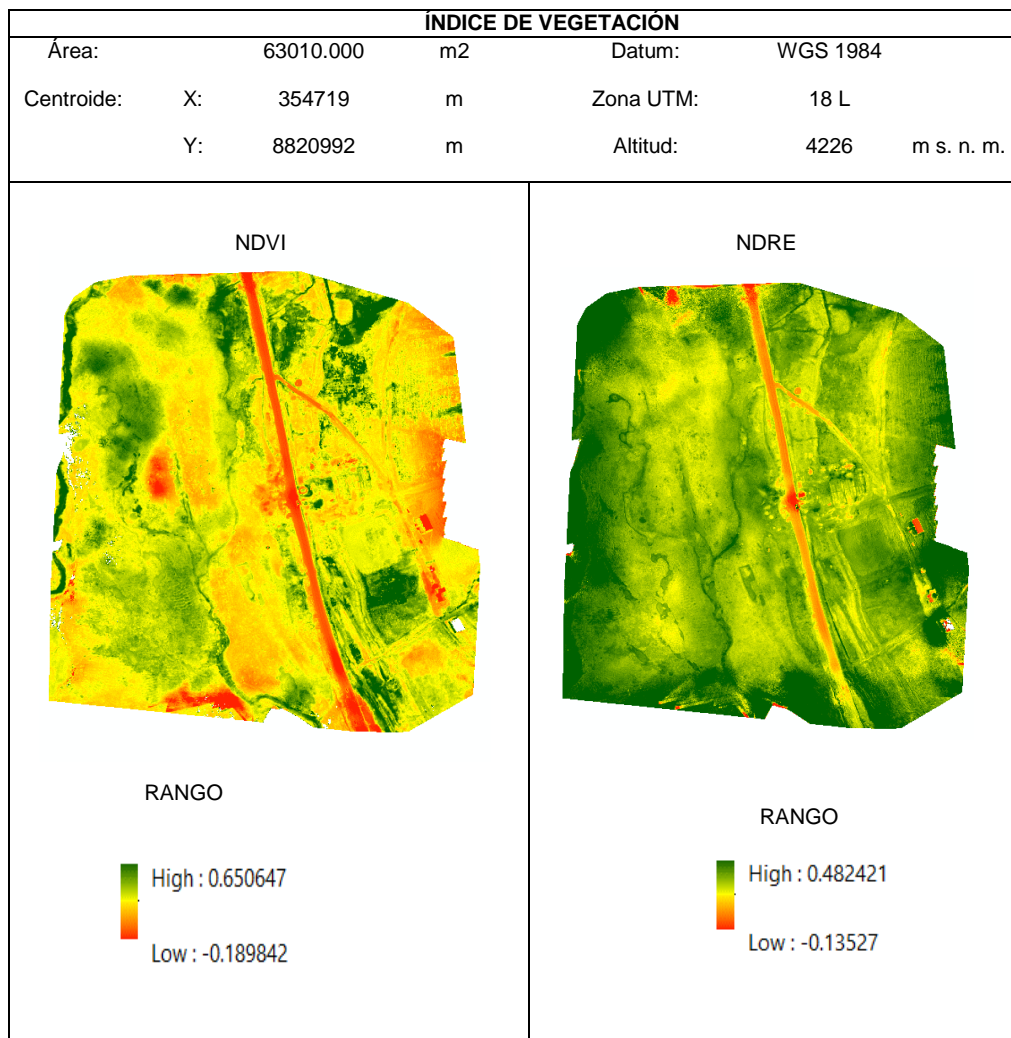 ÍNDICE DE VEGETACIÓN
Área: 63010.000 m2 Datum: WGS 1984
Centroide: X: 354719 m Zona UTM: 18 L
Y: 8820992 m Altitud: 4226 m s. n. m.
NDVI
NDRE
RANGO
High : 0.650647
Low : -0.189842
RANGO
High : 0.482421
Low : -0.13527